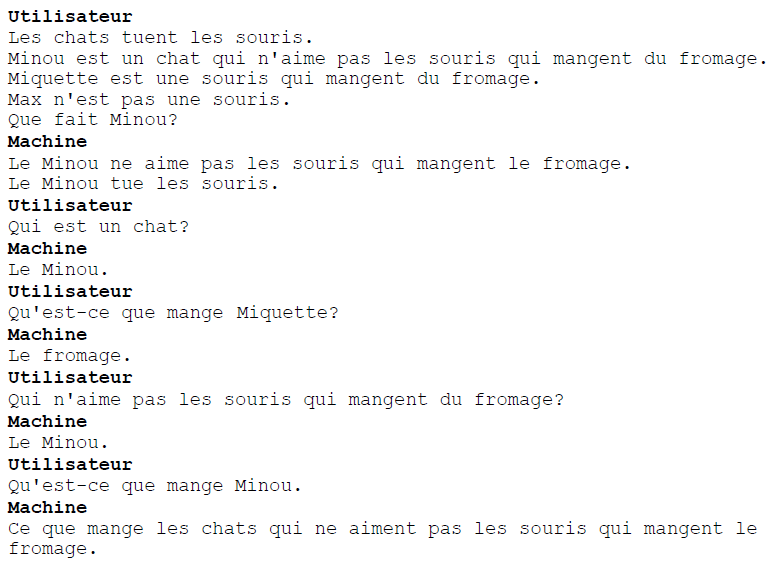 Utilisateur
Les chats tuent les souris.
Minou est un chat qui n'aime pas les souris qui mangent du fromage.
Miquette est une souris qui mangent du fromage.
Max n'est pas une souris.
Que fait Minou?
Machine
Le Minou ne aime pas les souris qui mangent le fromage.
Le Minou tue les souris.
Utilisateur
Qui est un chat?
Machine
Le Minou.
Utilisateur
Qu'est-ce que mange Miquette?
Machine
Le fromage.
Utilisateur
Qui n'aime pas les souris qui mangent du fromage?
Machine
Le Minou.
Utilisateur
Qu'est-ce que mange Minou.
Machine
Ce que mange les chats qui ne aiment pas les souris qui mangent le
fromage.